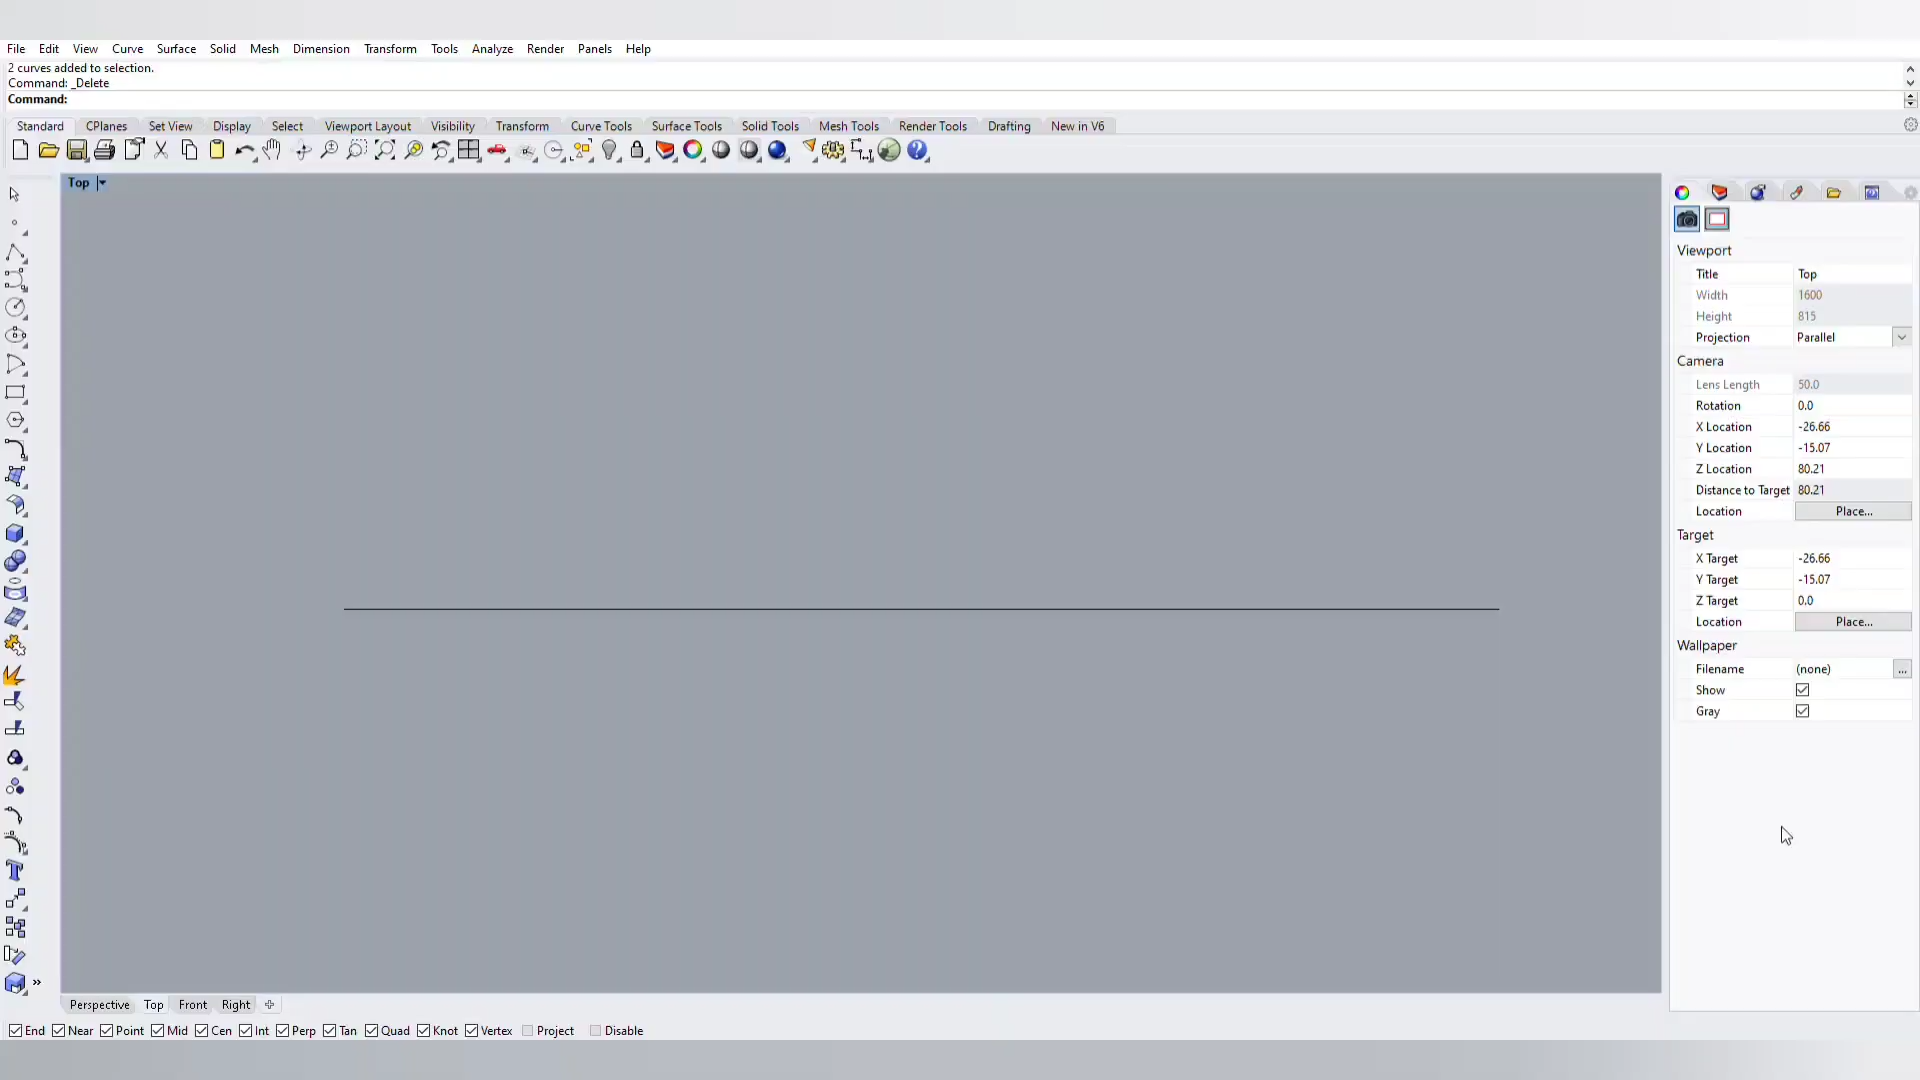 File Edit View Curve Surface Solid Mesh Dimension Transform Tools Analyze Render Panels Help
2 curves added to selection.
Command: _Delete
Command:
Standard CPlanes Set View Display Select Viewport Layout Visibility Transform Curve Tools Surface Tools Solid Tools Mesh Tools Render Tools Drafting New in V6
Top
Viewport
Title Top
Width 1600
Height 815
Projection Parallel
Camera
Lens Length 50.0
Rotation 0.0
X Location -26.66
Y Location -15.07
Z Location 80.21
Distance to Target 80.21
Location Place...
Target
X Target -26.66
Y Target -15.07
Z Target 0.0
Location Place...
Wallpaper
Filename (none) ...
Show
Gray
Perspective Top Front Right
End Near Point Mid Cen Int Perp Tan Quad Knot Vertex Project Disable